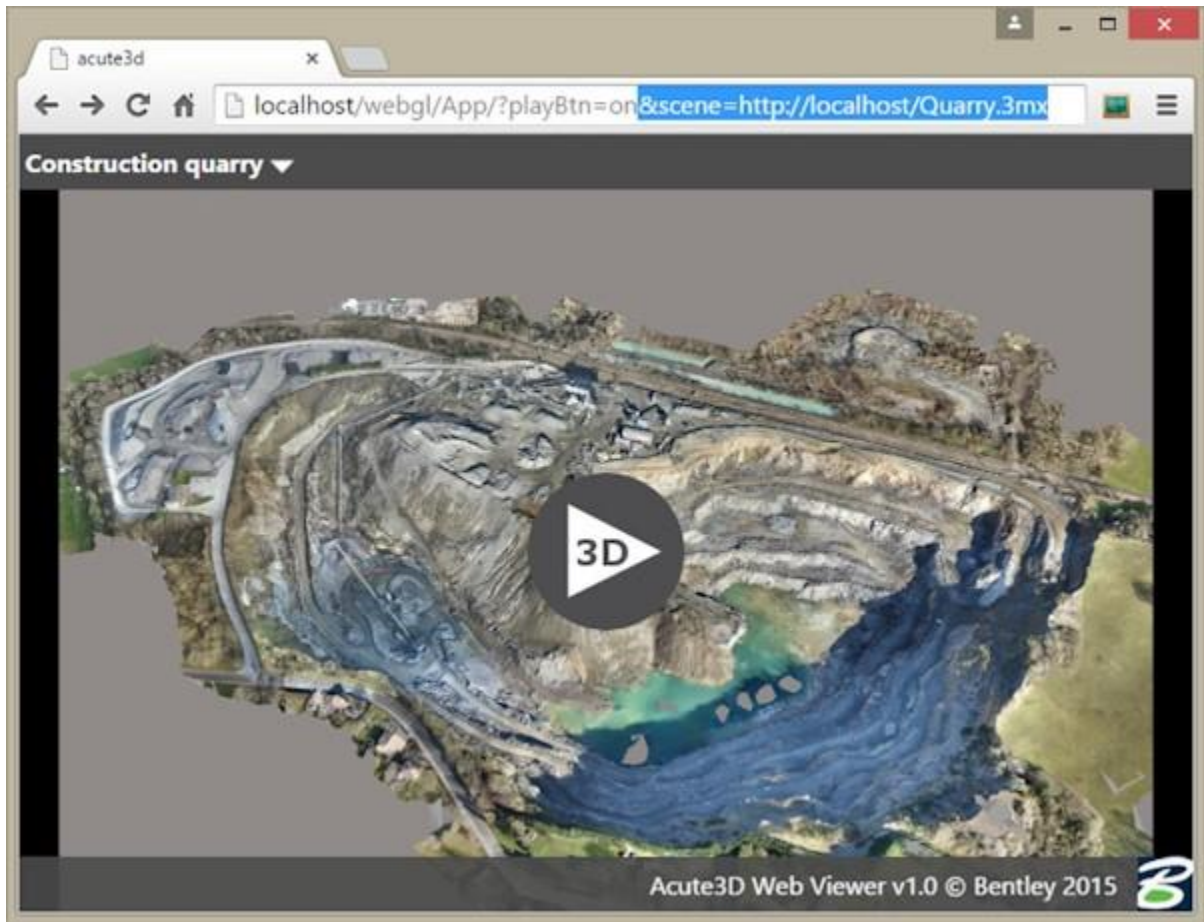 acute3d
localhost/webgl/App/?playBtn=on&scene=http://localhost/Quarry.3mx
Construction quarry
3D
Acute3D Web Viewer v1.0 © Bentley 2015